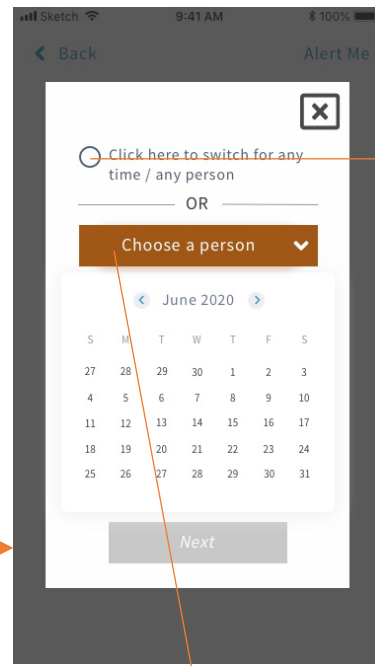 Sketch 9:41 AM 100%
Back Alert Me
Click here to switch for any
time / any person
OR
Choose a person
June 2020
S M T W T F S
27 28 29 30 1 2 3
4 5 6 7 8 9 10
11 12 13 14 15 16 17
18 19 20 21 22 23 24
25 26 27 28 29 30 31
Next